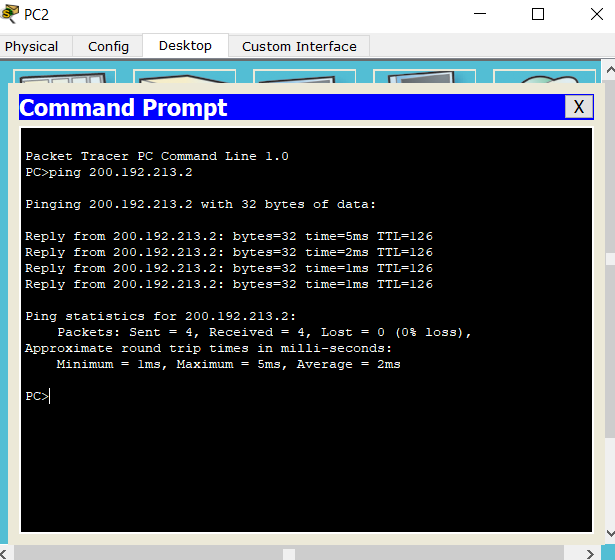 PC2
Physical Config Desktop Custom Interface
Command Prompt X
Packet Tracer PC Command Line 1.0
PC>ping 200.192.213.2
Pinging 200.192.213.2 with 32 bytes of data:
Reply from 200.192.213.2: bytes=32 time=5ms TTL=126
Reply from 200.192.213.2: bytes=32 time=2ms TTL=126
Reply from 200.192.213.2: bytes=32 time=1ms TTL=126
Reply from 200.192.213.2: bytes=32 time=1ms TTL=126
Ping statistics for 200.192.213.2:
Packets: Sent = 4, Received = 4, Lost = 0 (0% loss),
Approximate round trip times in milli-seconds:
Minimum = 1ms, Maximum = 5ms, Average = 2ms
PC>